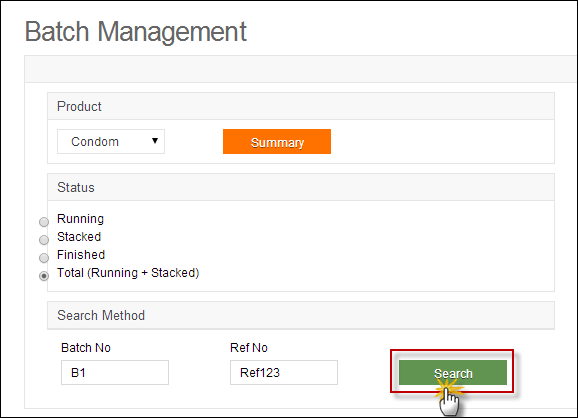 Batch Management
Product
Condom Summary
Status
Running
Stacked
Finished
Total (Running + Stacked)
Search Method
Batch No Ref No
B1 Ref123 Search